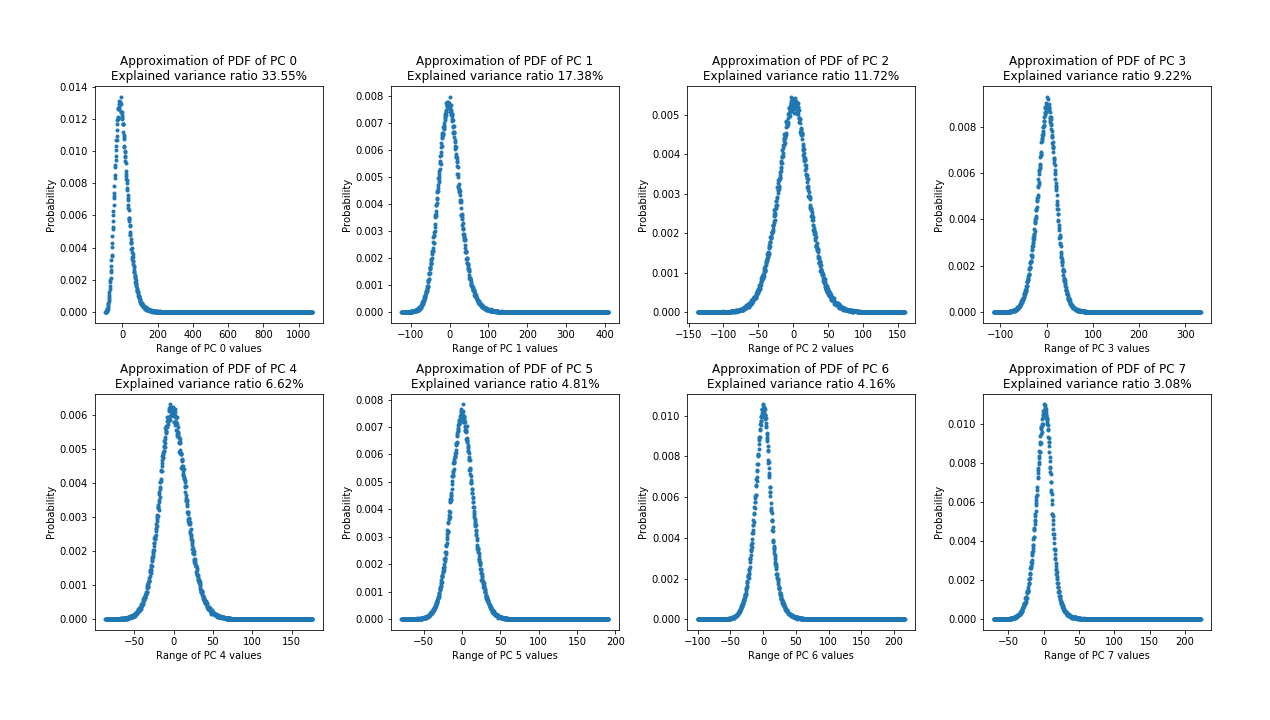 Approximation of PDF of PC 0
Explained variance ratio 33.55%
0.014
0.012
0.010
0.008
0.006
0.004
0.002
0.000
Probability
0 200 400 600 800 1000
Range of PC 0 values
Approximation of PDF of PC 1
Explained variance ratio 17.38%
0.008
0.007
0.006
0.005
0.004
0.003
0.002
0.001
0.000
Probability
−100 0 100 200 300 400
Range of PC 1 values
Approximation of PDF of PC 2
Explained variance ratio 11.72%
0.005
0.004
0.003
0.002
0.001
0.000
Probability
−150 −100 −50 0 50 100 150
Range of PC 2 values
Approximation of PDF of PC 3
Explained variance ratio 9.22%
0.008
0.006
0.004
0.002
0.000
Probability
−100 0 100 200 300
Range of PC 3 values
Approximation of PDF of PC 4
Explained variance ratio 6.62%
0.006
0.005
0.004
0.003
0.002
0.001
0.000
Probability
−50 0 50 100 150
Range of PC 4 values
Approximation of PDF of PC 5
Explained variance ratio 4.81%
0.008
0.007
0.006
0.005
0.004
0.003
0.002
0.001
0.000
Probability
−50 0 50 100 150 200
Range of PC 5 values
Approximation of PDF of PC 6
Explained variance ratio 4.16%
0.010
0.008
0.006
0.004
0.002
0.000
Probability
−100 −50 0 50 100 150 200
Range of PC 6 values
Approximation of PDF of PC 7
Explained variance ratio 3.08%
0.010
0.008
0.006
0.004
0.002
0.000
Probability
−50 0 50 100 150 200
Range of PC 7 values